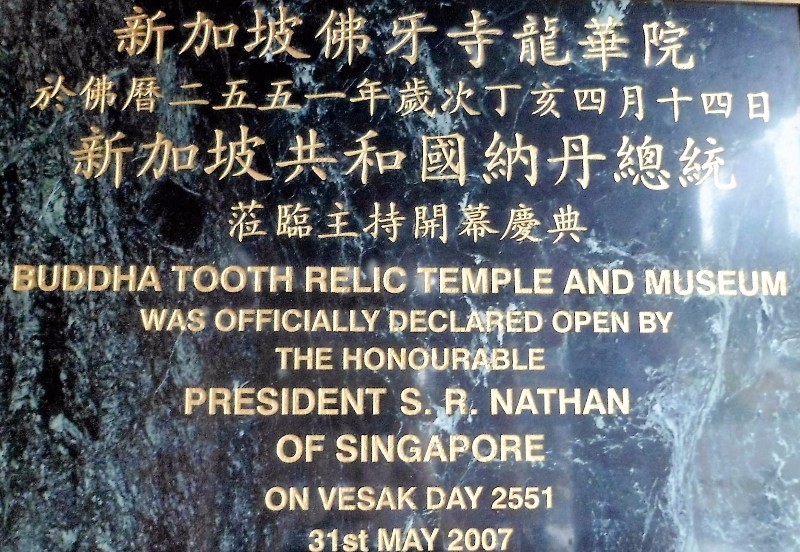 新加坡佛牙寺龍華院
於佛曆二五五一年歲次丁亥四月十四日
新加坡共和國納丹總統
蒞臨主持開幕慶典
BUDDHA TOOTH RELIC TEMPLE AND MUSEUM
WAS OFFICIALLY DECLARED OPEN BY
THE HONOURABLE
PRESIDENT S. R. NATHAN
OF SINGAPORE
ON VESAK DAY 2551
31st MAY 2007